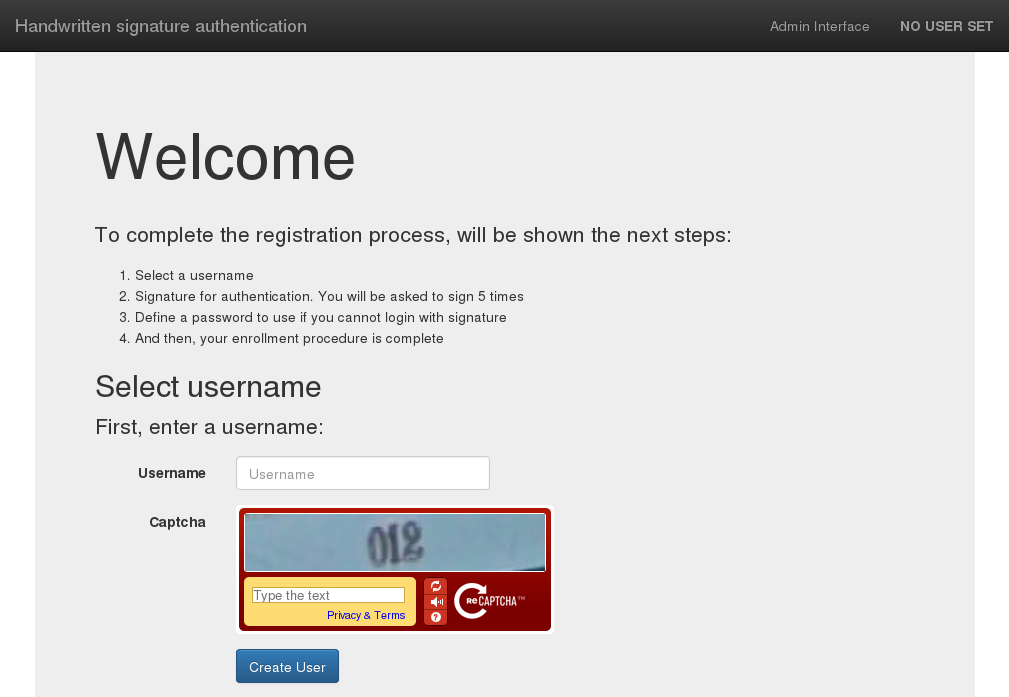 Handwritten signature authentication
Admin Interface
NO USER SET
Welcome
To complete the registration process, will be shown the next steps:
1. Select a username
2. Signature for authentication. You will be asked to sign 5 times
3. Define a password to use if you cannot login with signature
4. And then, your enrollment procedure is complete
Select username
First, enter a username:
Username
Username
Captcha
012
Type the text
Privacy & Terms
ReCAPTCHA™
Create User